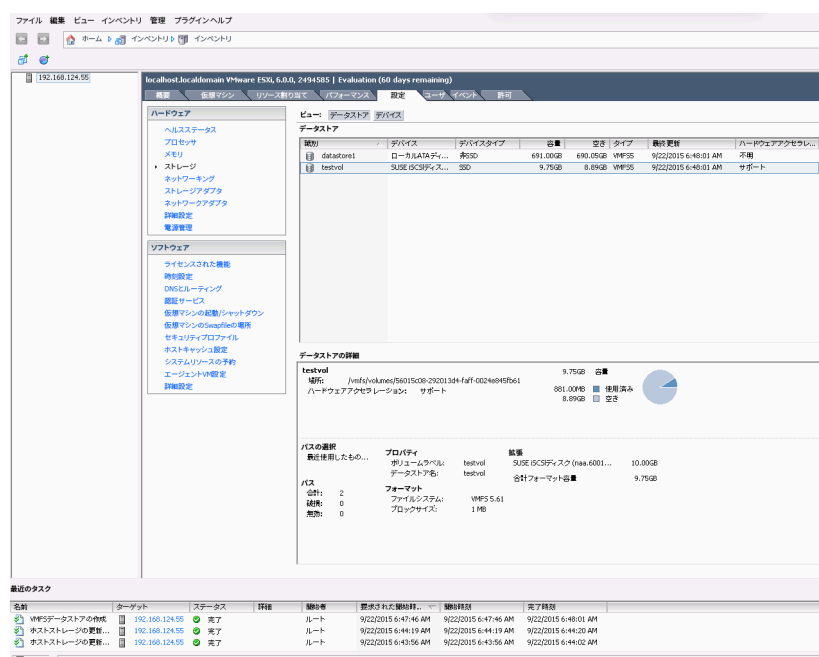 ファイル 編集 ビュー インベントリ 管理 プラグインヘルプ
ホーム インベントリ インベントリ
192.168.124.55
localhost.localdomain VMware ESXi, 6.0.0, 2494585 | Evaluation (60 days remaining)
概要 仮想マシン リソース割り当て パフォーマンス 設定 ユーザ イベント 許可
ハードウェア
ヘルスステータス
プロセッサ
メモリ
ストレージ
ネットワーキング
ストレージアダプタ
ネットワークアダプタ
詳細設定
電源管理
ソフトウェア
ライセンスされた機能
時刻設定
DNSとルーティング
認証サービス
仮想マシンの起動/シャットダウン
仮想マシンのSwapfileの場所
セキュリティプロファイル
ホストキャッシュ設定
システムリソースの予約
エージェントVM設定
詳細設定
ビュー: データストア デバイス
データストア
識別 デバイス デバイスタイプ 容量 空き タイプ 最終更新 ハードウェアアクセラレ...
datastore1 ローカルATAディ... 非SSD 691.00GB 690.05GB VMFS5 9/22/2015 6:48:01 AM 不明
testvol SUSE iSCSIディス... SSD 9.75GB 8.89GB VMFS5 9/22/2015 6:48:01 AM サポート
データストアの詳細
testvol 9.75GB 容量
場所: /vmfs/volumes/56015c08-292013d4-faff-0024e845fb61
ハードウェアアクセラレーション: サポート 881.00MB 使用済み
8.89GB 空き
パスの選択
最近使用したもの...
パス
合計: 2
破損: 0
無効: 0
プロパティ
ボリュームラベル: testvol
データストア名: testvol
フォーマット
ファイルシステム: VMFS 5.61
ブロックサイズ: 1 MB
拡張
SUSE iSCSIディスク (naa.6001... 10.00GB
合計フォーマット容量 9.75GB
最近のタスク
名前 ターゲット ステータス 詳細 開始者 要求された開始時... 開始時刻 完了時刻
VMFSデータストアの作成 192.168.124.55 完了 ルート 9/22/2015 6:47:46 AM 9/22/2015 6:47:46 AM 9/22/2015 6:48:01 AM
ホストストレージの更新... 192.168.124.55 完了 ルート 9/22/2015 6:44:19 AM 9/22/2015 6:44:19 AM 9/22/2015 6:44:20 AM
ホストストレージの更新... 192.168.124.55 完了 ルート 9/22/2015 6:43:56 AM 9/22/2015 6:43:56 AM 9/22/2015 6:44:02 AM